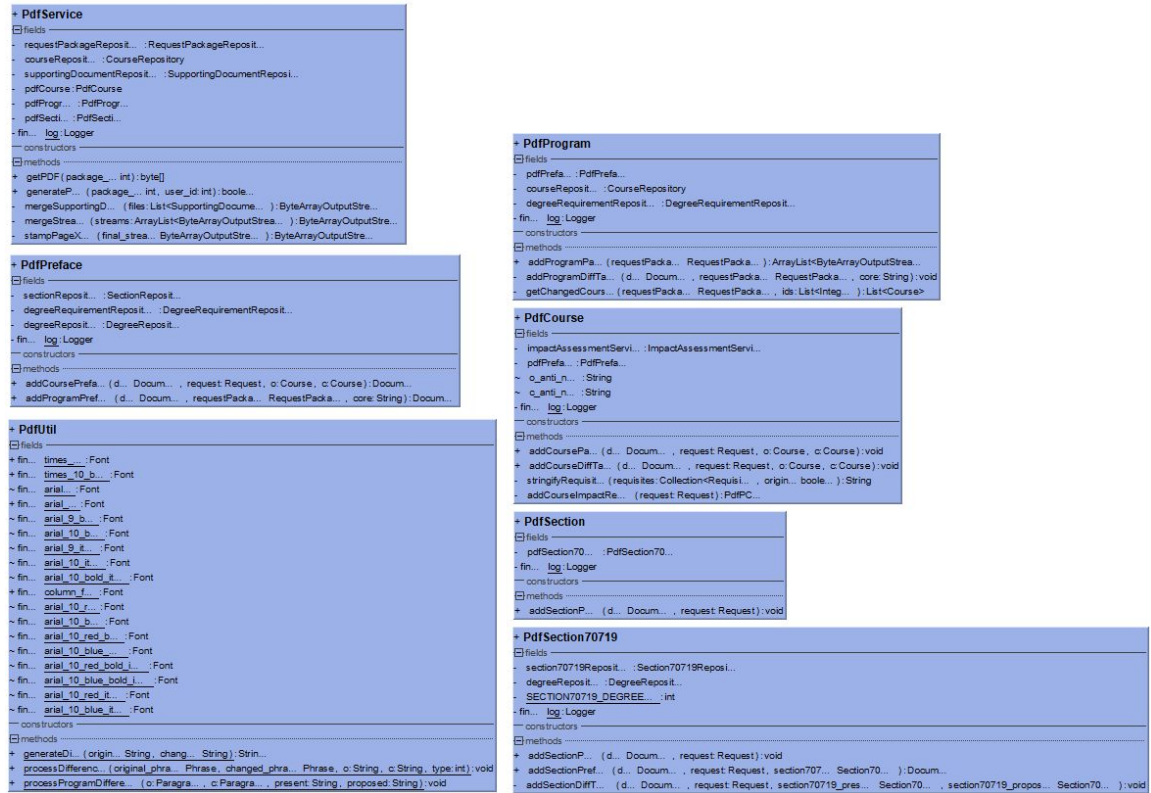 + PdfService
fields
- requestPackageReposit... : RequestPackageReposit...
- courseReposit... : CourseRepository
- supportingDocumentReposit... : SupportingDocumentReposi...
- pdfCourse : PdfCourse
- pdfProgr... : PdfProgr...
- pdfSecti... : PdfSecti...
- fin... log : Logger
constructors
methods
+ getPDF (package_... int) : byte[]
+ generateP... (package_... int, user_id: int) : boole...
- mergeSupportingD... (files: List<SupportingDocume... ) : ByteArrayOutputStre...
- mergeStrea... (streams: ArrayList<ByteArrayOutputStrea... ) : ByteArrayOutputStre...
- stampPageX... (final_strea... ByteArrayOutputStre... ) : ByteArrayOutputStre...
+ PdfPreface
fields
- sectionReposit... : SectionReposit...
- degreeRequirementReposit... : DegreeRequirementReposit...
- degreeReposit... : DegreeReposit...
- fin... log : Logger
constructors
methods
+ addCoursePrefa... (d... Docum... , request: Request, o: Course, c: Course) : Docum...
+ addProgramPref... (d... Docum... , requestPacka... RequestPacka... , core: String) : Docum...
+ PdfUtil
fields
+ fin... times_... : Font
+ fin... times_10_b... : Font
~ fin... arial... : Font
+ fin... arial_... : Font
~ fin... arial_9_b... : Font
~ fin... arial_10_b... : Font
~ fin... arial_9_it... : Font
~ fin... arial_10_it... : Font
~ fin... arial_10_bold_it... : Font
+ fin... column_f... : Font
~ fin... arial_10_r... : Font
~ fin... arial_10_b... : Font
~ fin... arial_10_red_b... : Font
~ fin... arial_10_blue_... : Font
~ fin... arial_10_red_bold_i... : Font
~ fin... arial_10_blue_bold_i... : Font
~ fin... arial_10_red_it... : Font
~ fin... arial_10_blue_it... : Font
constructors
methods
+ generateDi... (origin... String, chang... String) : Strin...
+ processDifferenc... (original_phra... Phrase, changed_phra... Phrase, o: String, c: String, type: int) : void
+ processProgramDiffere... (o: Paragra... , c: Paragra... , present: String, proposed: String) : void
+ PdfProgram
fields
- pdfPrefa... : PdfPrefa...
- courseReposit... : CourseRepository
- degreeRequirementReposit... : DegreeRequirementReposit...
- fin... log : Logger
constructors
methods
+ addProgramPa... (requestPacka... RequestPacka... ) : ArrayList<ByteArrayOutputStrea...
- addProgramDiffTa... (d... Docum... , requestPacka... RequestPacka... , core: String) : void
- getChangedCours... (requestPacka... RequestPacka... , ids: List<Integ... ) : List<Course>
+ PdfCourse
fields
- impactAssessmentServi... : ImpactAssessmentServi...
- pdfPrefa... : PdfPrefa...
~ o_anti_n... : String
~ c_anti_n... : String
- fin... log : Logger
constructors
methods
+ addCoursePa... (d... Docum... , request: Request, o: Course, c: Course) : void
- addCourseDiffTa... (d... Docum... , request: Request, o: Course, c: Course) : void
- stringifyRequisit... (requisites: Collection<Requisi... , origin... boole... ) : String
- addCourseImpactRe... (request: Request) : PdfPC...
+ PdfSection
fields
- pdfSection70... : PdfSection70...
- fin... log : Logger
constructors
methods
+ addSectionP... (d... Docum... , request: Request) : void
+ PdfSection70719
fields
- section70719Reposit... : Section70719Reposi...
- degreeReposit... : DegreeReposit...
- SECTION70719_DEGREE... : int
- fin... log : Logger
constructors
methods
+ addSectionP... (d... Docum... , request: Request) : void
+ addSectionPref... (d... Docum... , request: Request, section707... Section70... ) : Docum...
- addSectionDiffT... (d... Docum... , request: Request, section70719_pres... Section70... , section70719_propos... Section70... ) : void